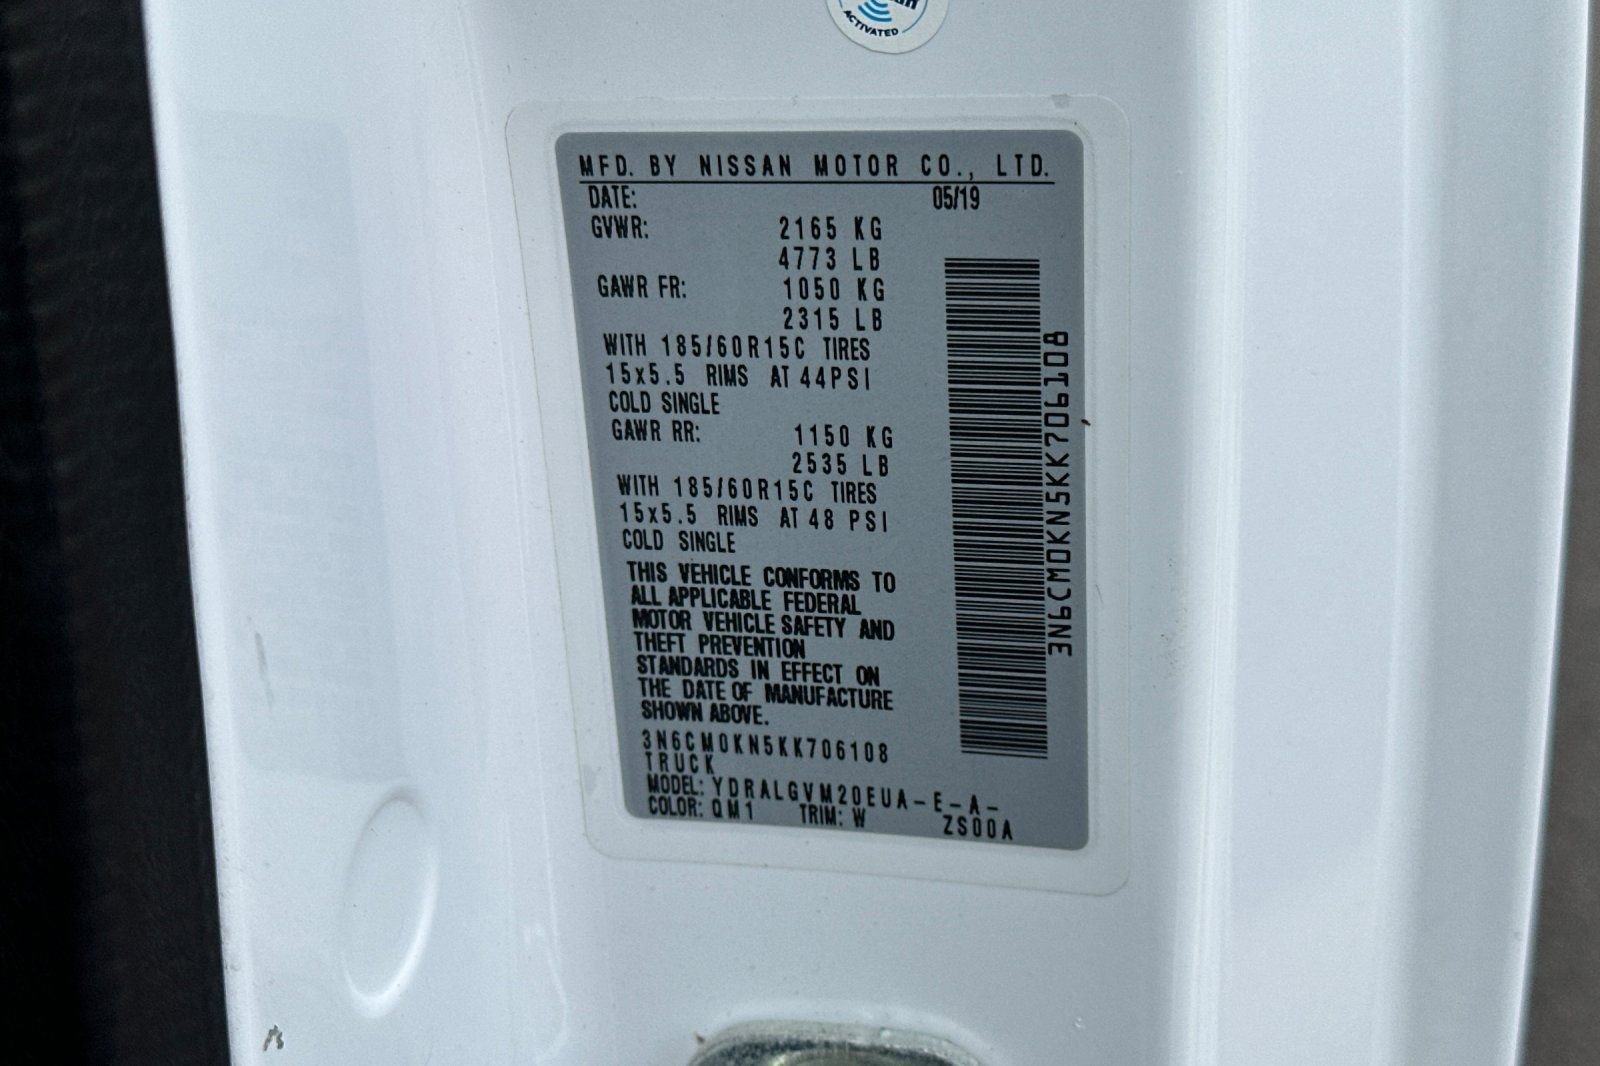 ACTIVATED
MFD. BY NISSAN MOTOR CO., LTD.
DATE: 05/19
GVWR: 2165 KG
4773 LB
GAWR FR: 1050 KG
2315 LB
WITH 185/60R15C TIRES
15x5.5 RIMS AT 44PSI
COLD SINGLE
GAWR RR: 1150 KG
2535 LB
WITH 185/60R15C TIRES
15x5.5 RIMS AT 48 PSI
COLD SINGLE
THIS VEHICLE CONFORMS TO
ALL APPLICABLE FEDERAL
MOTOR VEHICLE SAFETY AND
THEFT PREVENTION
STANDARDS IN EFFECT ON
THE DATE OF MANUFACTURE
SHOWN ABOVE.
3N6CM0KN5KK706108
TRUCK
MODEL: YDRALGVM20EUA-E-A-
COLOR: QM1 TRIM: W ZS00A
3N6CM0KN5KK706108